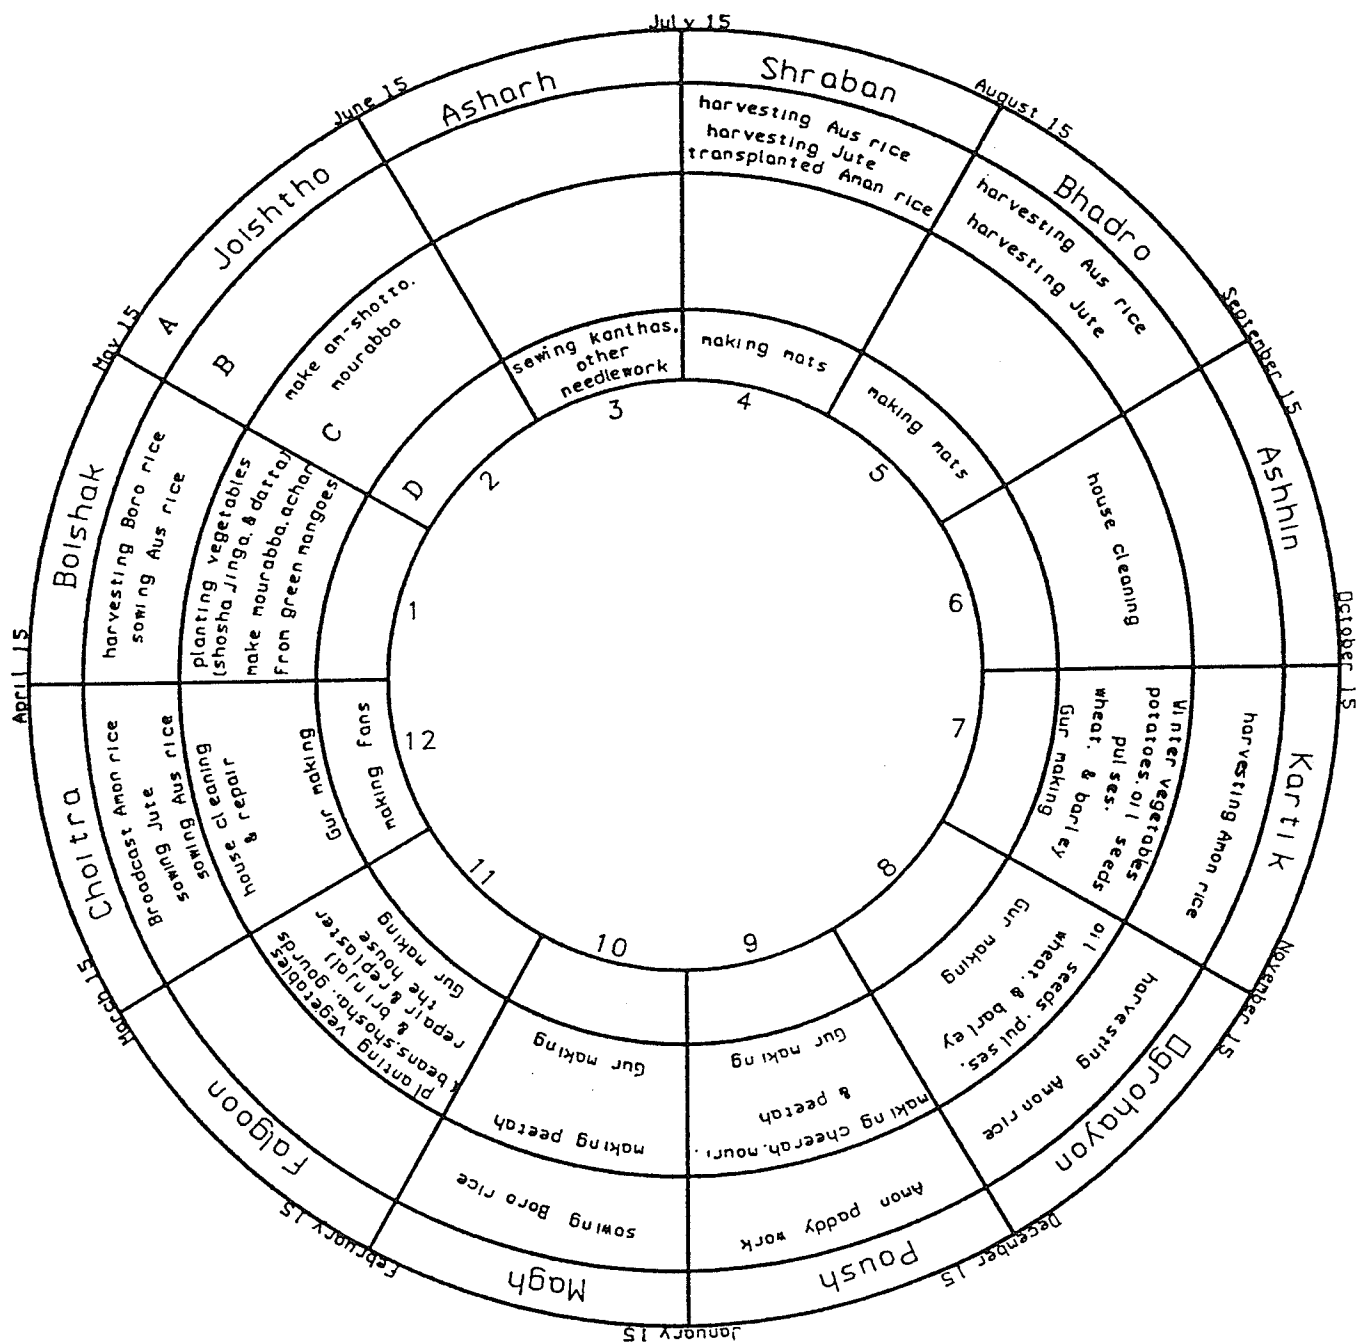 July 15
Shraban
harvesting Aus rice
harvesting Jute
transplanted Aman rice
making mats
4
August 15
Bhadro
harvesting Aus rice
harvesting Jute
making mats
5
September 15
Ashhin
house cleaning
6
October 15
Kartik
harvesting Amon rice
Winter vegetables
potatoes. oil seeds
pulses.
wheat. & barley
Gur making
7
November 15
Ogrohayon
harvesting Amon rice
oil seeds. pulses.
wheat. & barley
Gur making
8
December 15
Poush
Amon paddy work
making cheerah. mouri.
& peetah
Gur making
9
January 15
Magh
sowing Boro rice
making peetah
Gur making
10
February 15
Falgoon
planting vegetables
(beans. shosha. gourds
& brinjal)
repair & replaster
the house
Gur making
11
March 15
Choitra
Broadcast Amon rice
sowing Jute
sowing Aus rice
house cleaning
& repair
Gur making
making fans
12
April 15
Boishak
harvesting Boro rice
sowing Aus rice
planting vegetables
(shosha Jinga. & datta)
make mourabba. achar
from green mangoes
1
May 15
Joishtho
A
B
C
D
make am-shotto.
mourabba
2
June 15
Asharh
sewing kanthas.
other
needlework
3